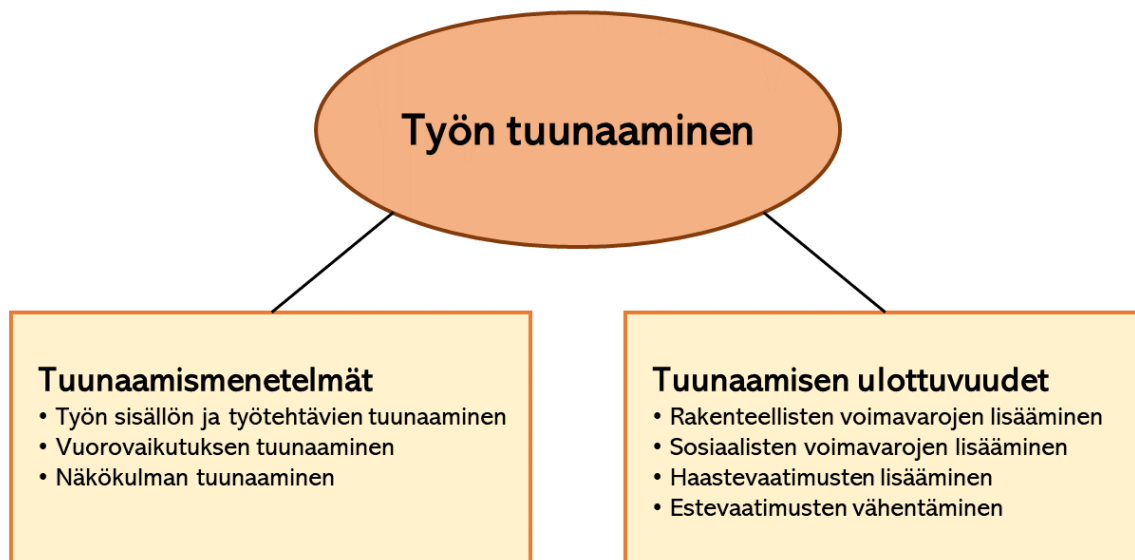 Työn tuunaaminen
Tuunaamismenetelmät
• Työn sisällön ja työtehtävien tuunaaminen
• Vuorovaikutuksen tuunaaminen
• Näkökulman tuunaaminen
Tuunaamisen ulottuvuudet
• Rakenteellisten voimavarojen lisääminen
• Sosiaalisten voimavarojen lisääminen
• Haastevaatimusten lisääminen
• Estevaatimusten vähentäminen